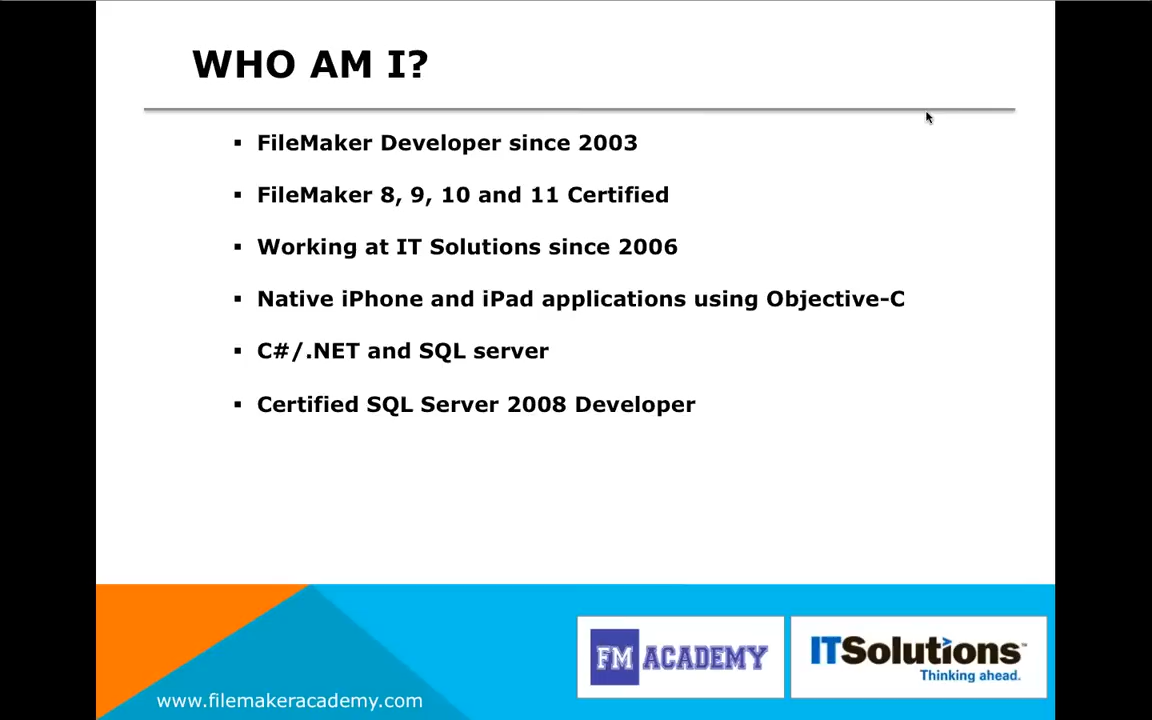 WHO AM I?
▪ FileMaker Developer since 2003
▪ FileMaker 8, 9, 10 and 11 Certified
▪ Working at IT Solutions since 2006
▪ Native iPhone and iPad applications using Objective-C
▪ C#/.NET and SQL server
▪ Certified SQL Server 2008 Developer
FM ACADEMY
ITSolutions™
Thinking ahead.
www.filemakeracademy.com